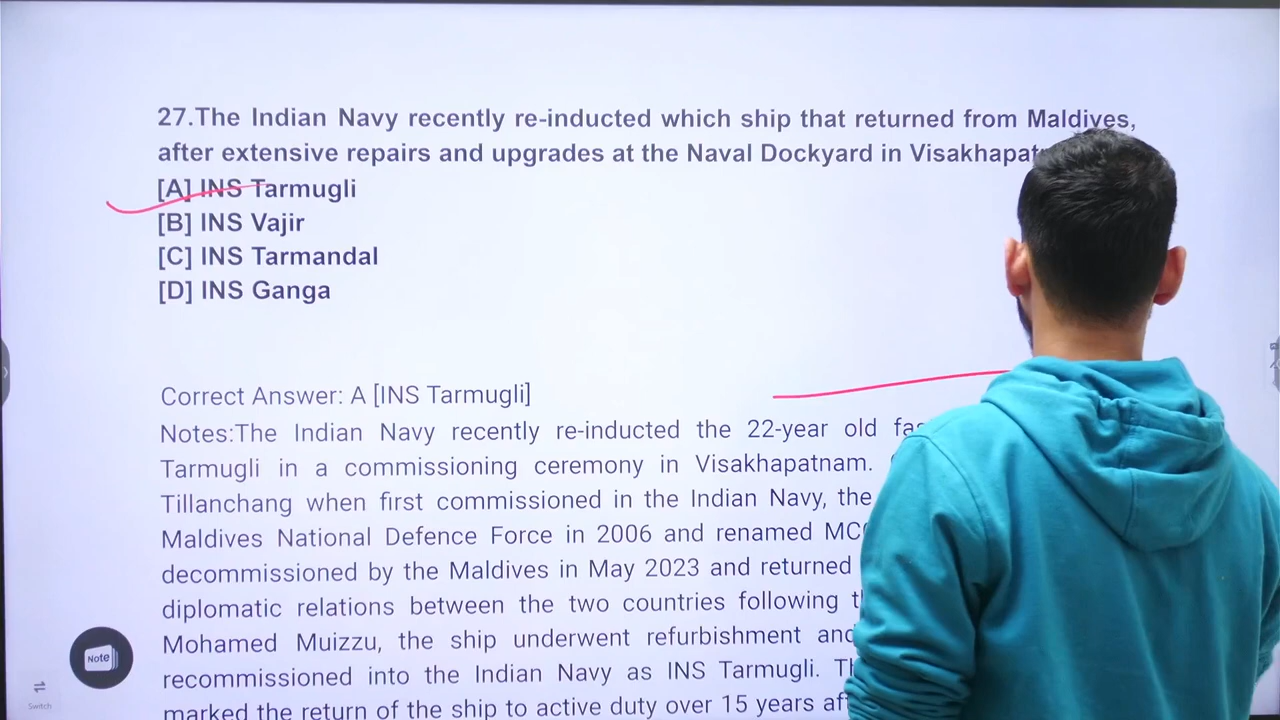 27.The Indian Navy recently re-inducted which ship that returned from Maldives,
after extensive repairs and upgrades at the Naval Dockyard in
[A] INS Tarmugli
[B] INS Vajir
[C] INS Tarmandal
[D] INS Ganga
Correct Answer: A [INS Tarmugli]
Notes:The Indian Navy recently re-inducted the 22-year old
Tarmugli in a commissioning ceremony in Visakhapatnam.
Tillanchang when first commissioned in the Indian Navy, the
Maldives National Defence Force in 2006 and renamed
decommissioned by the Maldives in May 2023 and returned
diplomatic relations between the two countries following
Mohamed Muizzu, the ship underwent refurbishment and
recommissioned into the Indian Navy as INS Tarmugli.
marked the return of the ship to active duty over 15 years
Note
Switch